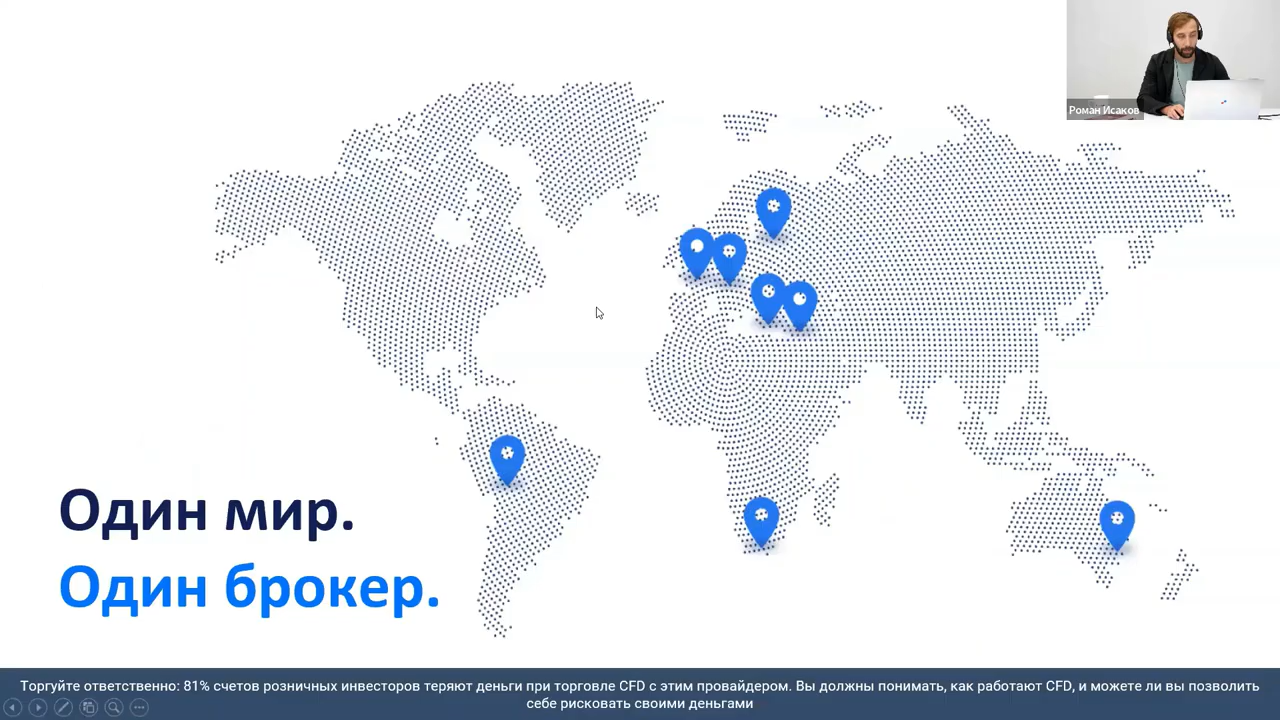 Роман Исаков
Один мир.
Один брокер.
Торгуйте ответственно: 81% счетов розничных инвесторов теряют деньги при торговле CFD с этим провайдером. Вы должны понимать, как работают CFD, и можете ли вы позволить
себе рисковать своими деньгами